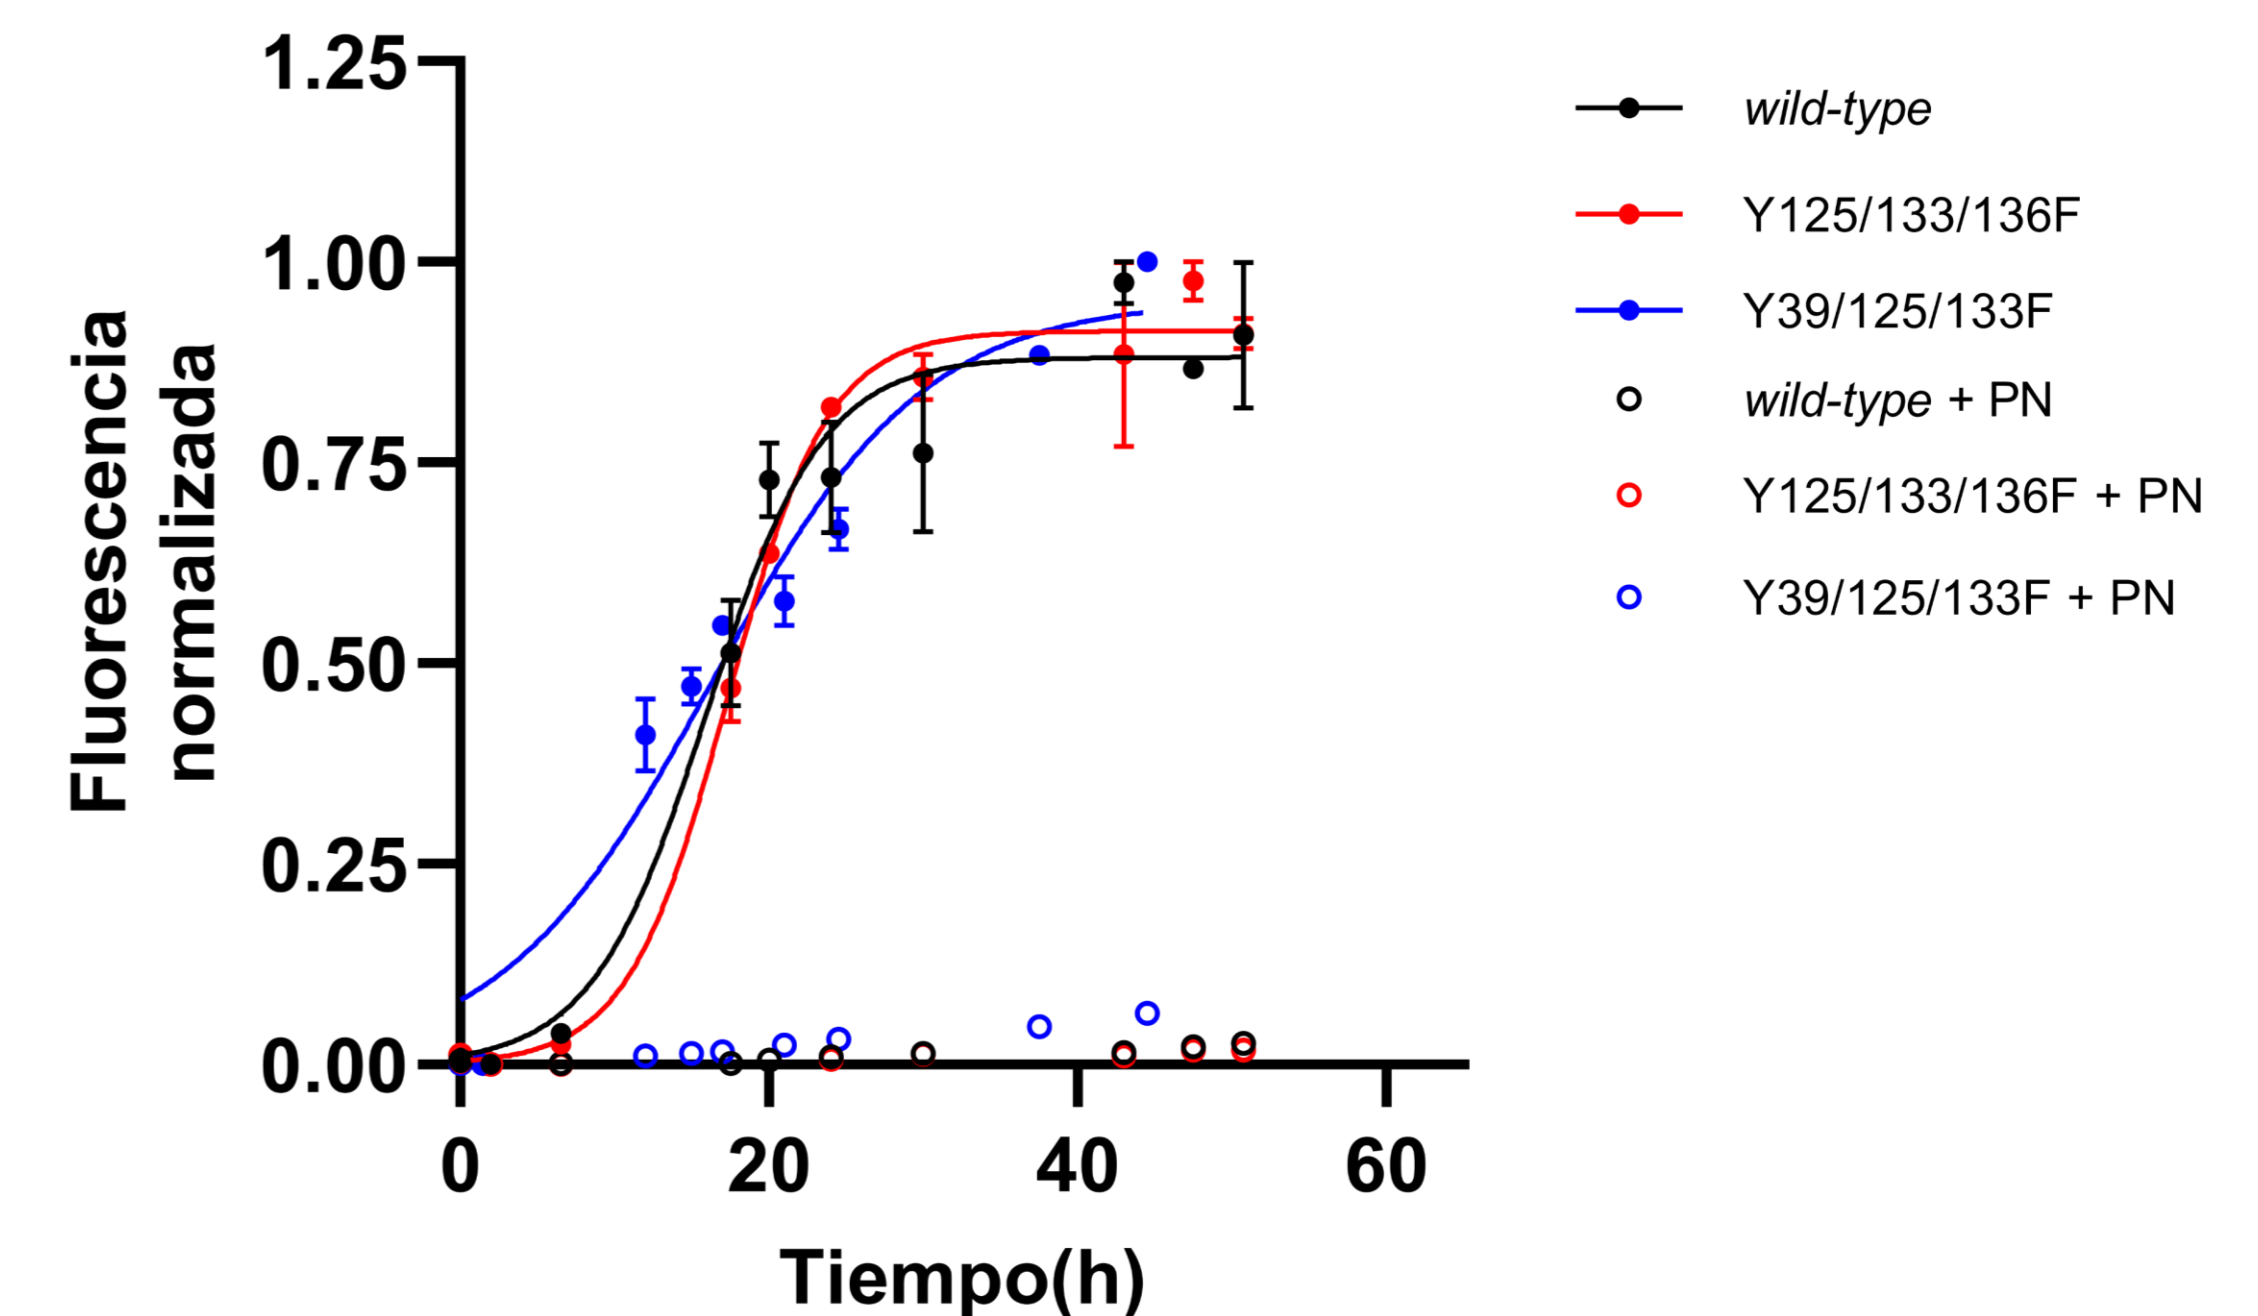 Fluorescencia
normalizada
1.25
1.00
0.75
0.50
0.25
0.00
0
20
40
60
Tiempo(h)
wild-type
Y125/133/136F
Y39/125/133F
wild-type + PN
Y125/133/136F + PN
Y39/125/133F + PN